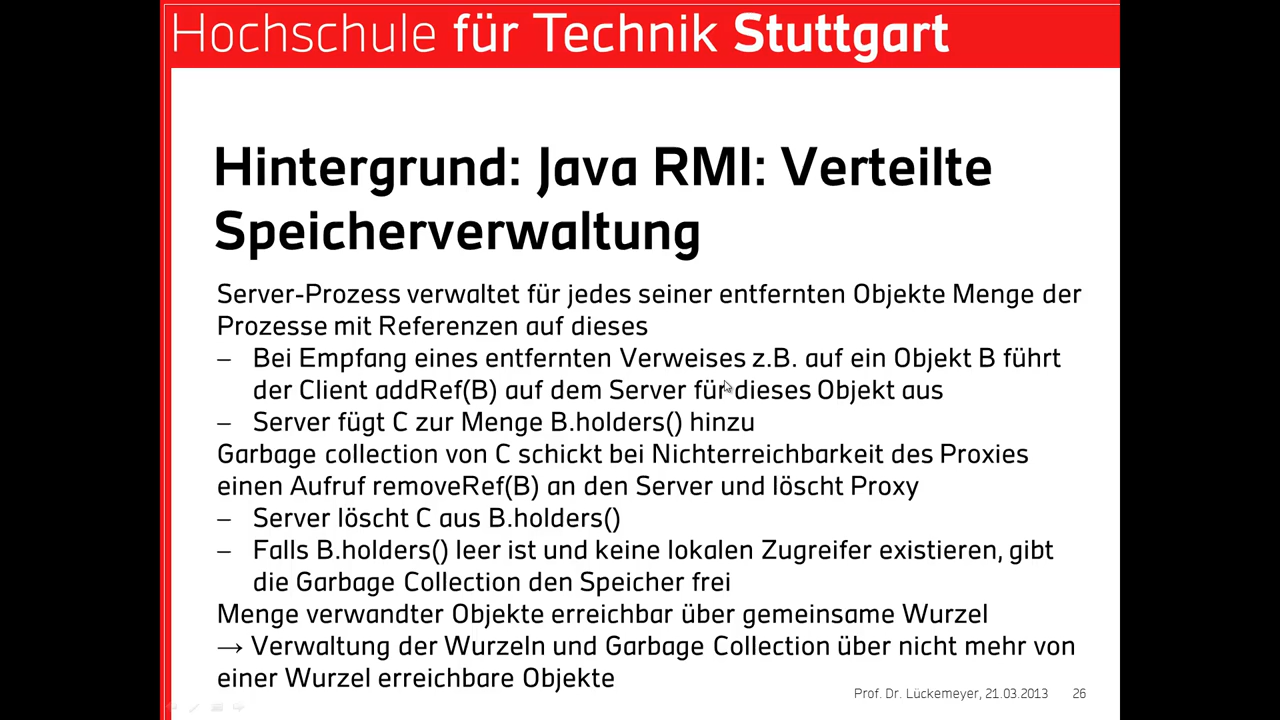 Hochschule für Technik Stuttgart
Hintergrund: Java RMI: Verteilte
Speicherverwaltung
Server-Prozess verwaltet für jedes seiner entfernten Objekte Menge der
Prozesse mit Referenzen auf dieses
– Bei Empfang eines entfernten Verweises z.B. auf ein Objekt B führt
der Client addRef(B) auf dem Server für dieses Objekt aus
– Server fügt C zur Menge B.holders() hinzu
Garbage collection von C schickt bei Nichterreichbarkeit des Proxies
einen Aufruf removeRef(B) an den Server und löscht Proxy
– Server löscht C aus B.holders()
– Falls B.holders() leer ist und keine lokalen Zugreifer existieren, gibt
die Garbage Collection den Speicher frei
Menge verwandter Objekte erreichbar über gemeinsame Wurzel
→ Verwaltung der Wurzeln und Garbage Collection über nicht mehr von
einer Wurzel erreichbare Objekte
Prof. Dr. Lückemeyer, 21.03.2013 26